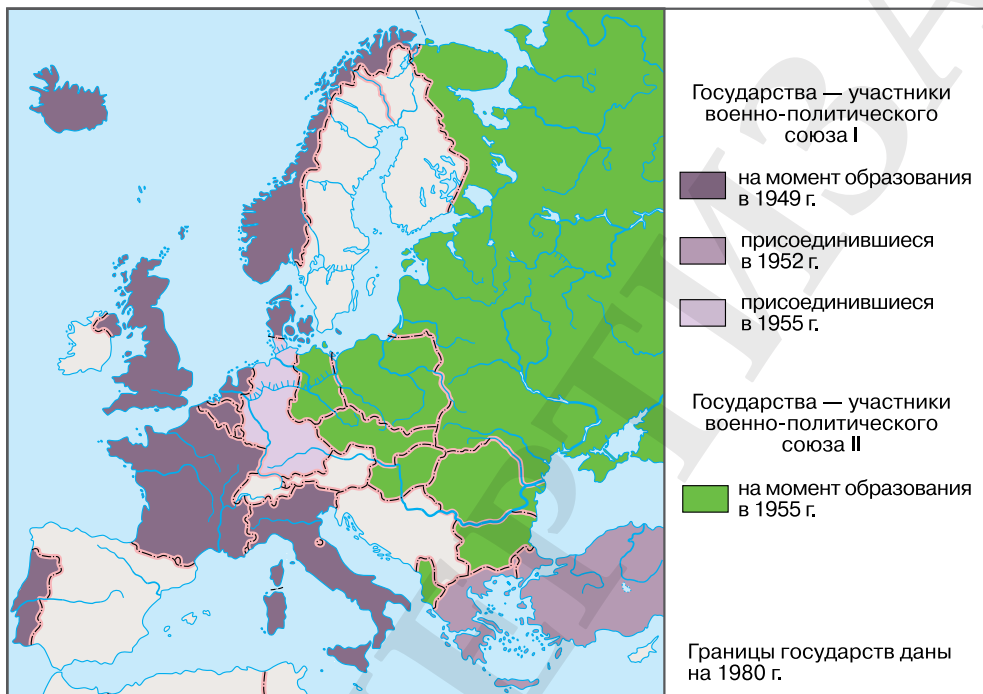 Государства — участники
военно-политического
союза I
на момент образования
в 1949 г.
присоединившиеся
в 1952 г.
присоединившиеся
в 1955 г.
Государства — участники
военно-политического
союза II
на момент образования
в 1955 г.
Границы государств даны
на 1980 г.